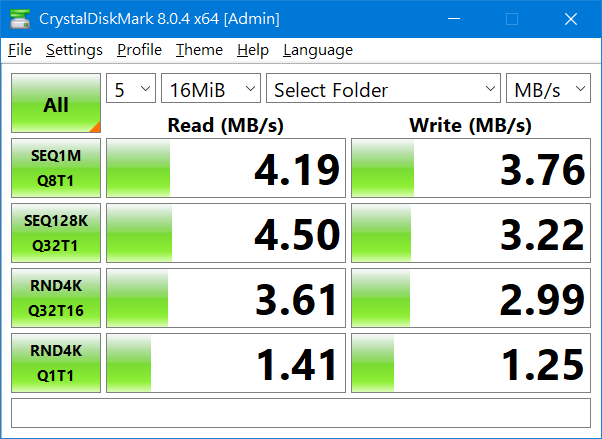 CrystalDiskMark 8.0.4 x64 [Admin]
File Settings Profile Theme Help Language
All 5 16MiB Select Folder MB/s
Read (MB/s) Write (MB/s)
SEQ1M
Q8T1 4.19 3.76
SEQ128K
Q32T1 4.50 3.22
RND4K
Q32T16 3.61 2.99
RND4K
Q1T1 1.41 1.25